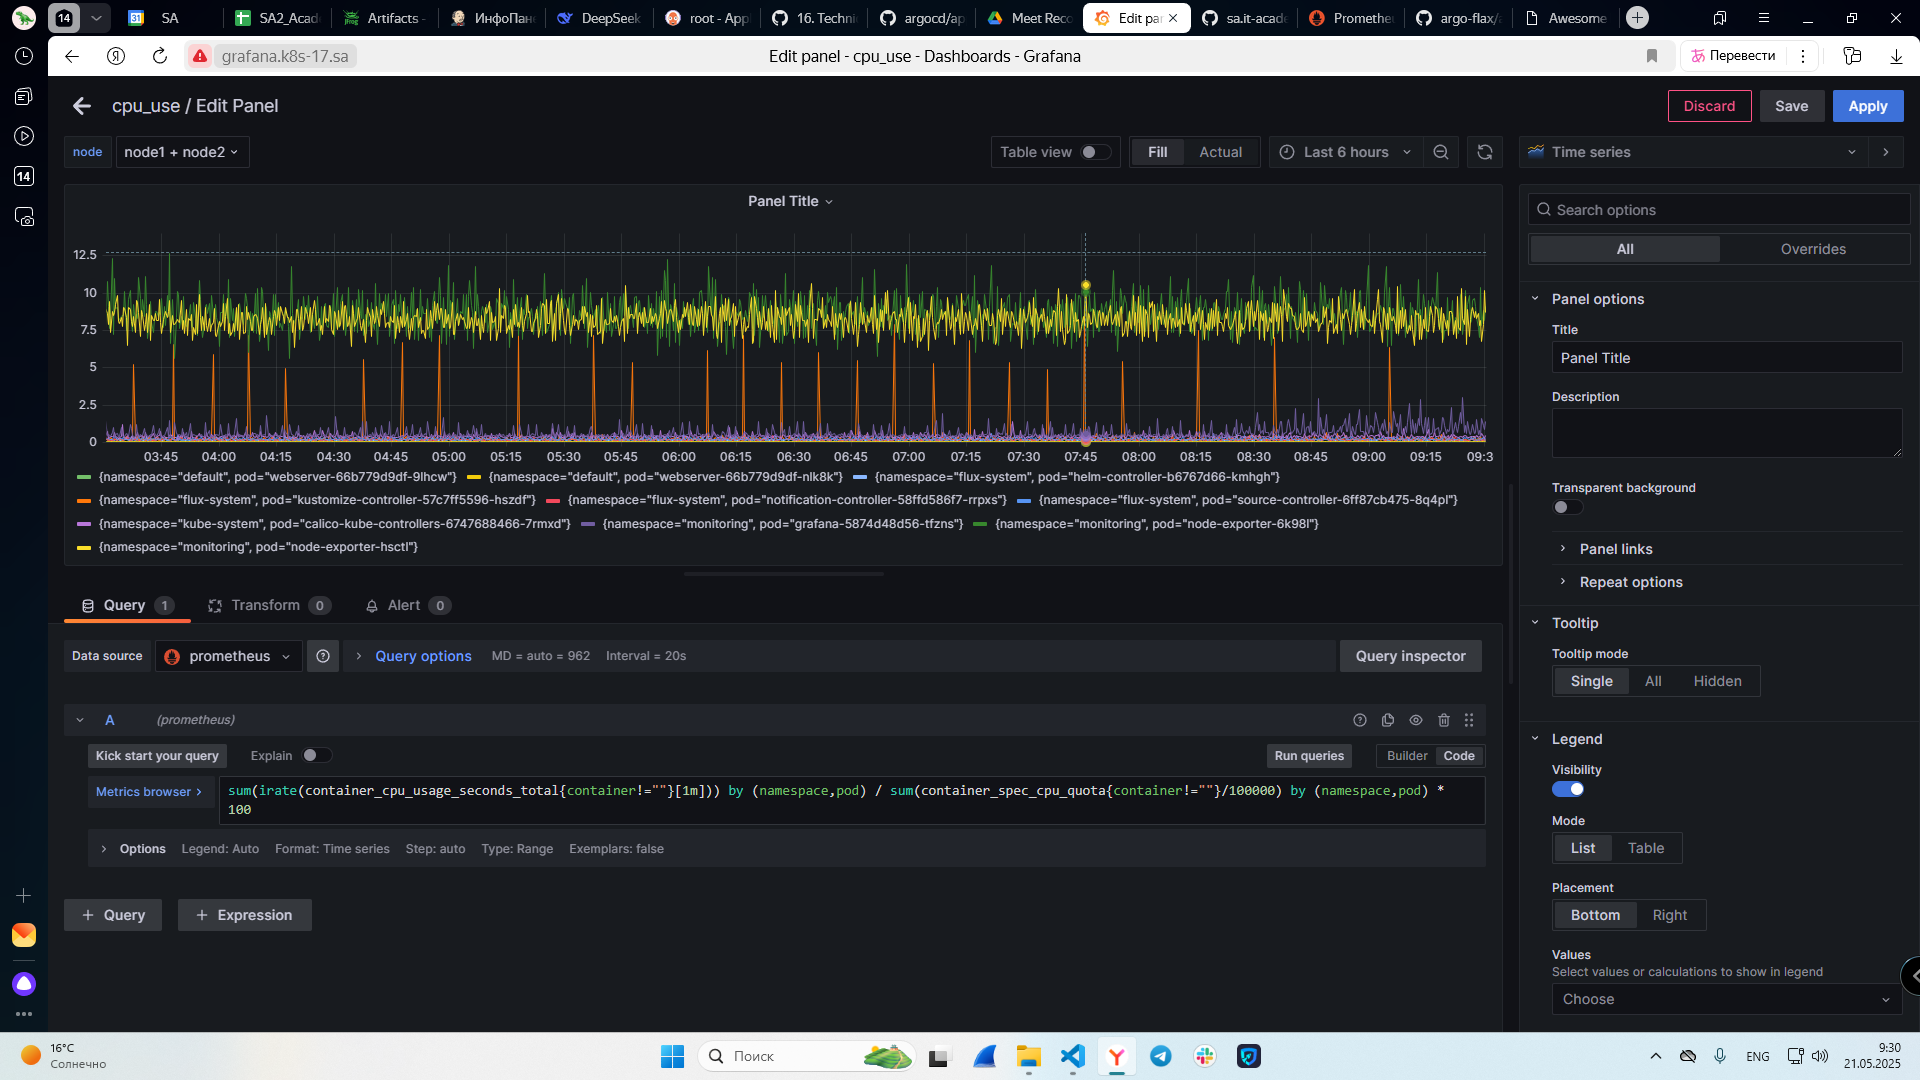 14
SA
SA2_Acad
Artifacts -
ИнфоПан
DeepSeek
root - App
16. Techni
argocd/ap
Meet Reco
Edit pa
sa.it-acade
Promethe
argo-flax/a
Awesome
grafana.k8s-17.sa
Edit panel - cpu_use - Dashboards - Grafana
Перевести
14
cpu_use / Edit Panel
Discard
Save
Apply
node
node1 + node2
Table view
Fill
Actual
Last 6 hours
Time series
Panel Title
Search options
All
Overrides
12.5
10
7.5
5
2.5
0
03:45
04:00
04:15
04:30
04:45
05:00
05:15
05:30
05:45
06:00
06:15
06:30
06:45
07:00
07:15
07:30
07:45
08:00
08:15
08:30
08:45
09:00
09:15
09:3
{namespace="default", pod="webserver-66b779d9df-9lhcw"}
{namespace="default", pod="webserver-66b779d9df-nlk8k"}
{namespace="flux-system", pod="helm-controller-b6767d66-kmhgh"}
{namespace="flux-system", pod="kustomize-controller-57c7ff5596-hszdf"}
{namespace="flux-system", pod="notification-controller-58ffd586f7-rrpxs"}
{namespace="flux-system", pod="source-controller-6ff87cb475-8q4pl"}
{namespace="kube-system", pod="calico-kube-controllers-6747688466-7rmxd"}
{namespace="monitoring", pod="grafana-5874d48d56-tfzns"}
{namespace="monitoring", pod="node-exporter-6k98l"}
{namespace="monitoring", pod="node-exporter-hsctl"}
Panel options
Title
Panel Title
Description
Transparent background
Panel links
Repeat options
Tooltip
Tooltip mode
Single
All
Hidden
Legend
Visibility
Mode
List
Table
Placement
Bottom
Right
Values
Select values or calculations to show in legend
Choose
Query
1
Transform
0
Alert
0
Data source
prometheus
Query options
MD = auto = 962
Interval = 20s
Query inspector
A
(prometheus)
Kick start your query
Explain
Run queries
Builder
Code
Metrics browser >
sum(irate(container_cpu_usage_seconds_total{container!=""}[1m])) by (namespace,pod) / sum(container_spec_cpu_quota{container!=""}/100000) by (namespace,pod) *
100
Options
Legend: Auto
Format: Time series
Step: auto
Type: Range
Exemplars: false
+ Query
+ Expression
16°C
Солнечно
Поиск
ENG
9:30
21.05.2025